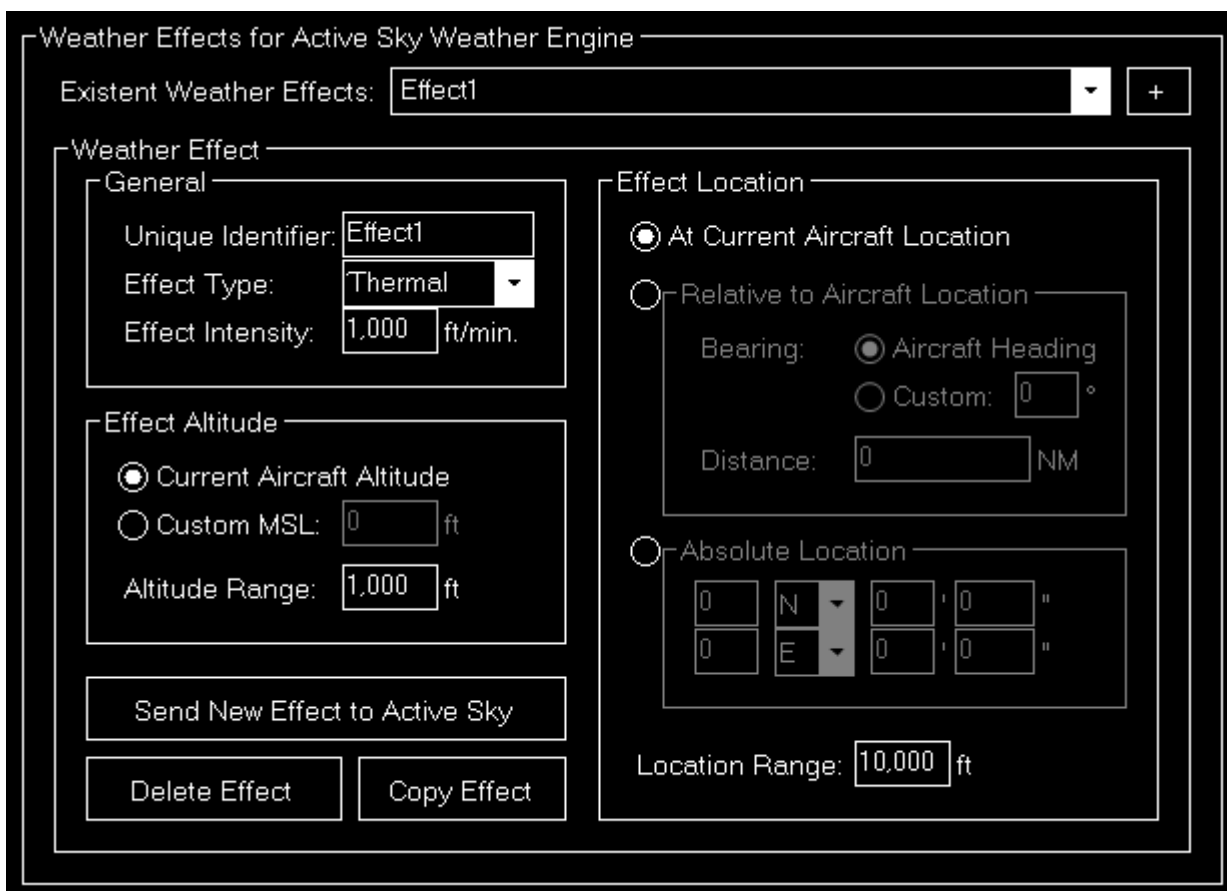 Weather Effects for Active Sky Weather Engine
Existent Weather Effects: Effect1 +
Weather Effect
General
Unique Identifier: Effect1
Effect Type: Thermal
Effect Intensity: 1,000 ft/min.
Effect Altitude
Current Aircraft Altitude
Custom MSL: 0 ft
Altitude Range: 1,000 ft
Send New Effect to Active Sky
Delete Effect Copy Effect
Effect Location
At Current Aircraft Location
Relative to Aircraft Location
Bearing: Aircraft Heading
Custom: 0 °
Distance: 0 NM
Absolute Location
0 N 0 ' 0 "
0 E 0 ' 0 "
Location Range: 10,000 ft